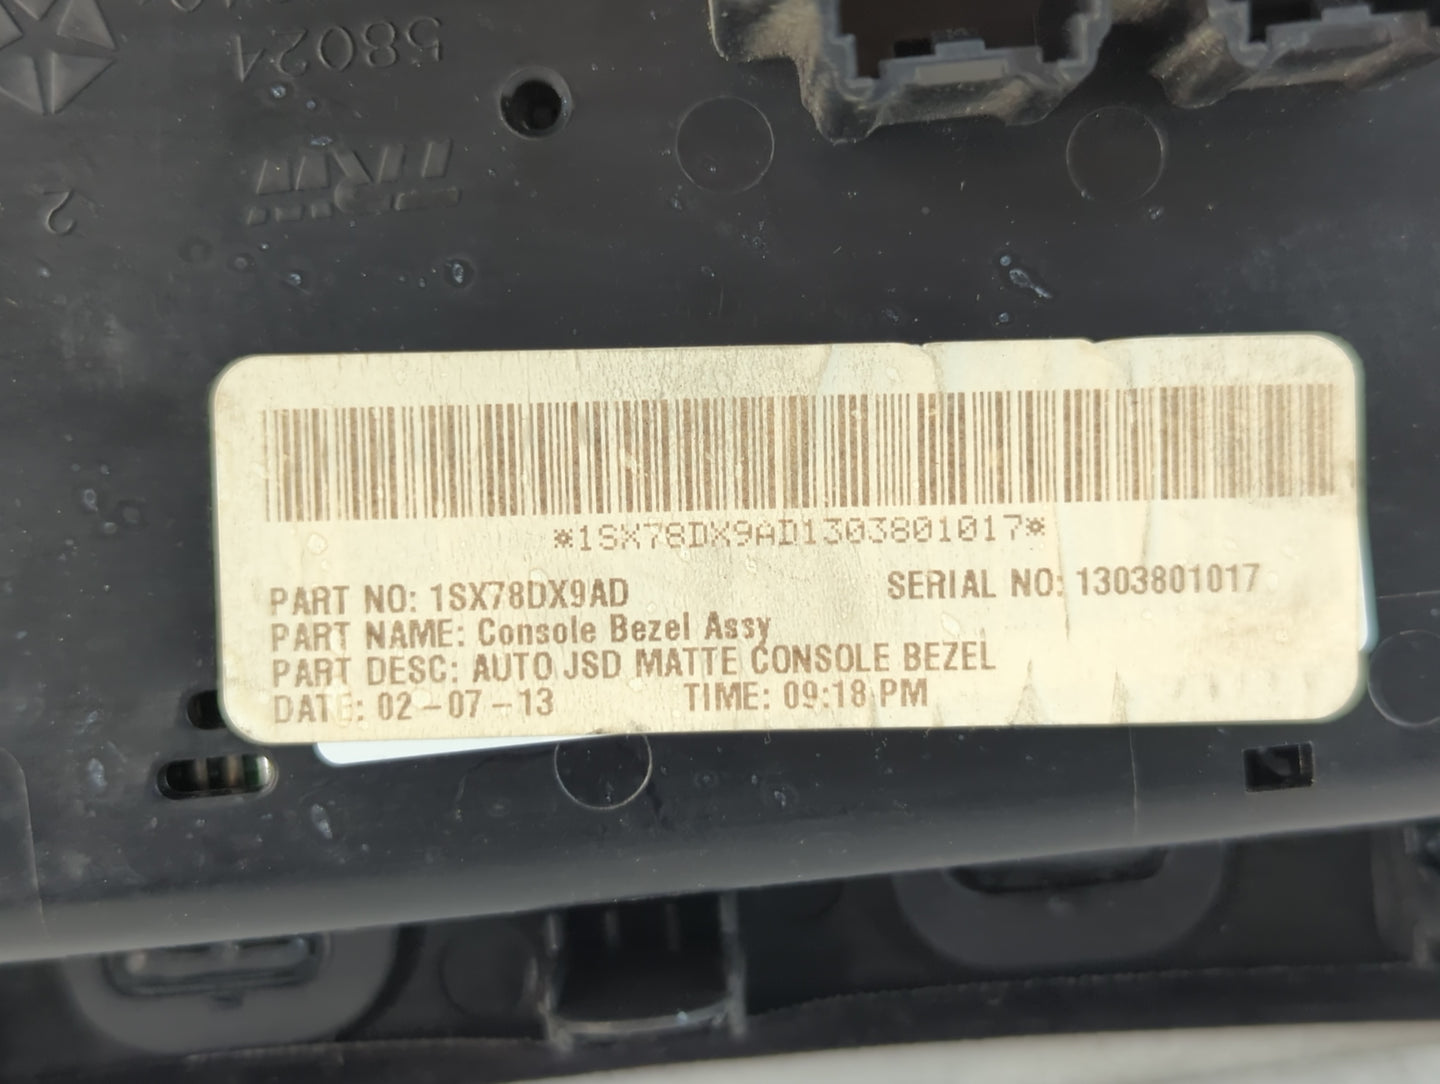 58024
TRW
2
*1SX78DX9AD1303801017*
PART NO: 1SX78DX9AD SERIAL NO: 1303801017
PART NAME: Console Bezel Assy
PART DESC: AUTO JSD MATTE CONSOLE BEZEL
DATE: 02-07-13 TIME: 09:18 PM